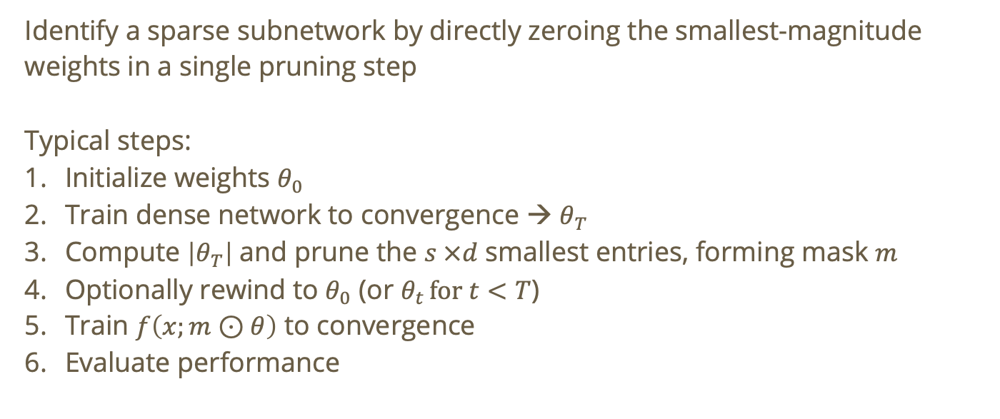 Identify a sparse subnetwork by directly zeroing the smallest-magnitude
weights in a single pruning step
Typical steps:
1. Initialize weights θ₀
2. Train dense network to convergence → θ_T
3. Compute |θ_T| and prune the s ×d smallest entries, forming mask m
4. Optionally rewind to θ₀ (or θₜ for t < T)
5. Train f(x; m ⊙ θ) to convergence
6. Evaluate performance